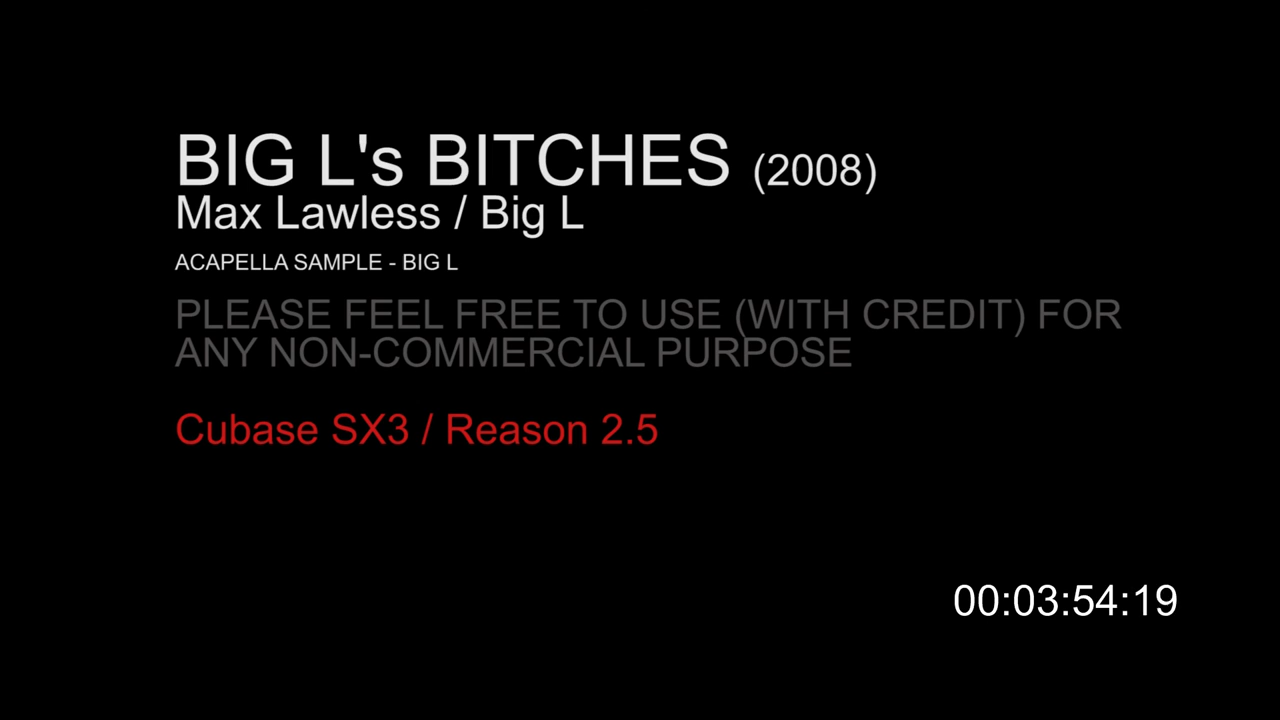 BIG L's BITCHES (2008)
Max Lawless / Big L
ACAPELLA SAMPLE - BIG L
PLEASE FEEL FREE TO USE (WITH CREDIT) FOR
ANY NON-COMMERCIAL PURPOSE
Cubase SX3 / Reason 2.5
00:03:54:19